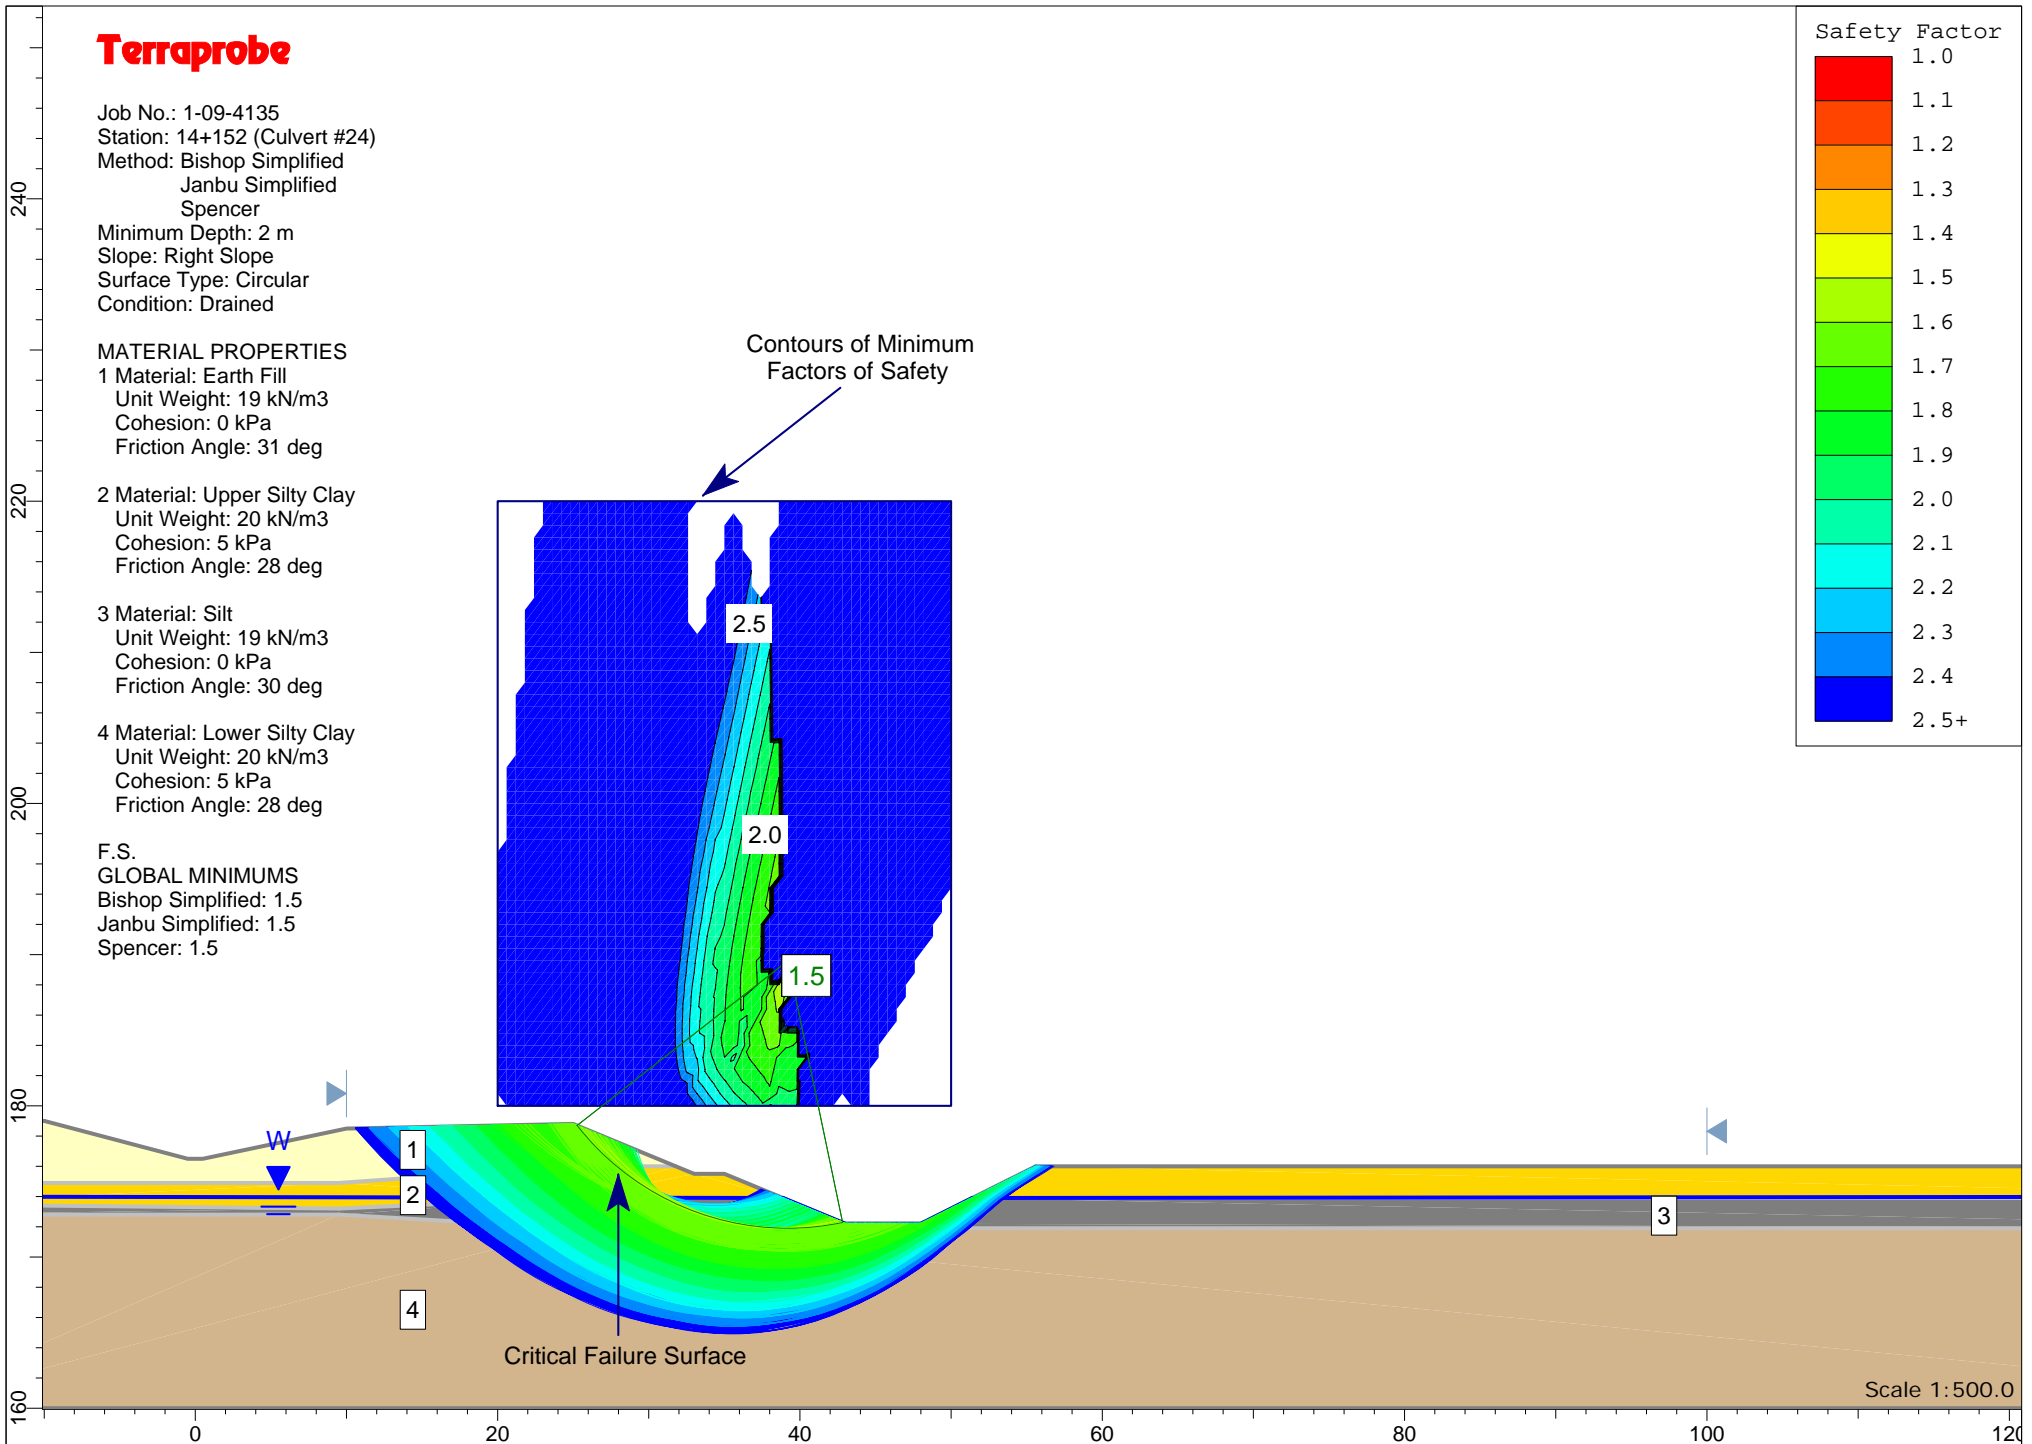 Terraprobe
Job No.: 1-09-4135
Station: 14+152 (Culvert #24)
Method: Bishop Simplified
Janbu Simplified
Spencer
Minimum Depth: 2 m
Slope: Right Slope
Surface Type: Circular
Condition: Drained
MATERIAL PROPERTIES
1 Material: Earth Fill
Unit Weight: 19 kN/m3
Cohesion: 0 kPa
Friction Angle: 31 deg
2 Material: Upper Silty Clay
Unit Weight: 20 kN/m3
Cohesion: 5 kPa
Friction Angle: 28 deg
3 Material: Silt
Unit Weight: 19 kN/m3
Cohesion: 0 kPa
Friction Angle: 30 deg
4 Material: Lower Silty Clay
Unit Weight: 20 kN/m3
Cohesion: 5 kPa
Friction Angle: 28 deg
F.S.
GLOBAL MINIMUMS
Bishop Simplified: 1.5
Janbu Simplified: 1.5
Spencer: 1.5
Contours of Minimum
Factors of Safety
2.5
2.0
1.5
Safety Factor
1.0
1.1
1.2
1.3
1.4
1.5
1.6
1.7
1.8
1.9
2.0
2.1
2.2
2.3
2.4
2.5+
W
1
2
3
4
Critical Failure Surface
Scale 1:500.0
240
220
200
180
160
0
20
40
60
80
100
120